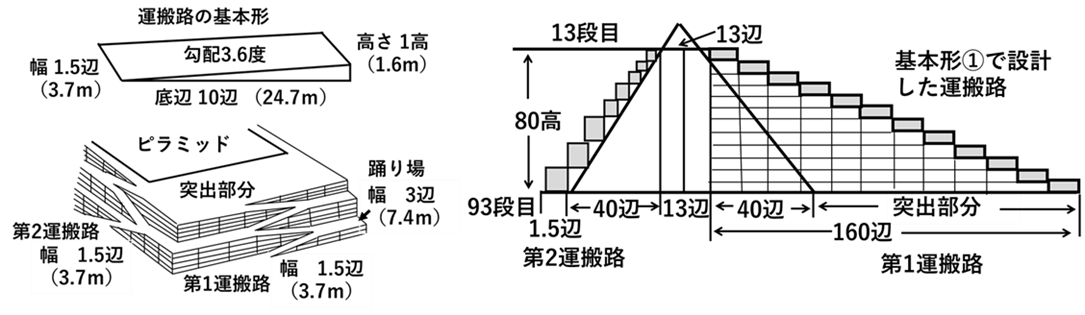 運搬路の基本形
勾配3.6度
高さ 1高
（1.6m）
幅 1.5辺
（3.7m）
底辺 10辺 （24.7m）
ピラミッド
突出部分
踊り場
幅 3辺
（7.4m）
第2運搬路
幅 1.5辺
（3.7m）
第1運搬路
幅 1.5辺
（3.7m）
13段目
13辺
基本形①で設計
した運搬路
80高
93段目
40辺
13辺
40辺
突出部分
1.5辺
160辺
第2運搬路
第1運搬路